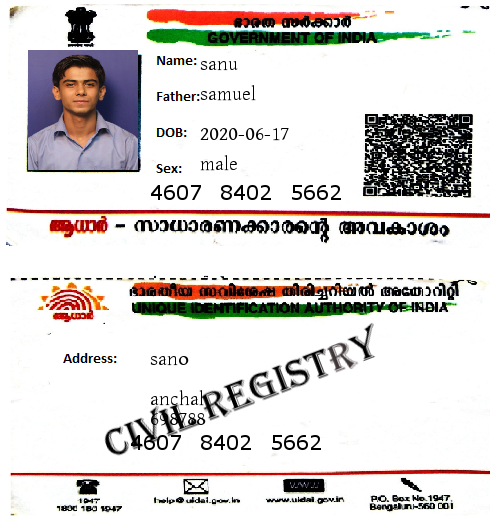 ഭാരത സർക്കാർ
GOVERNMENT OF INDIA
Name: sanu
Father: samuel
DOB: 2020-06-17
Sex: male
4607 8402 5662
ആധാർ – സാധാരണക്കാരന്റെ അവകാശം
ഭാരതീയ സവിശേഷ തിരിച്ചറിയൽ അതോറിറ്റി
UNIQUE IDENTIFICATION AUTHORITY OF INDIA
ആധാർ
Address: sano
anchal
698788
CIVIL REGISTRY
4607 8402 5662
1947
1800 180 1947
help@uidai.gov.in
www
www.uidai.gov.in
P.O. Box No.1947,
Bengaluru-560 001